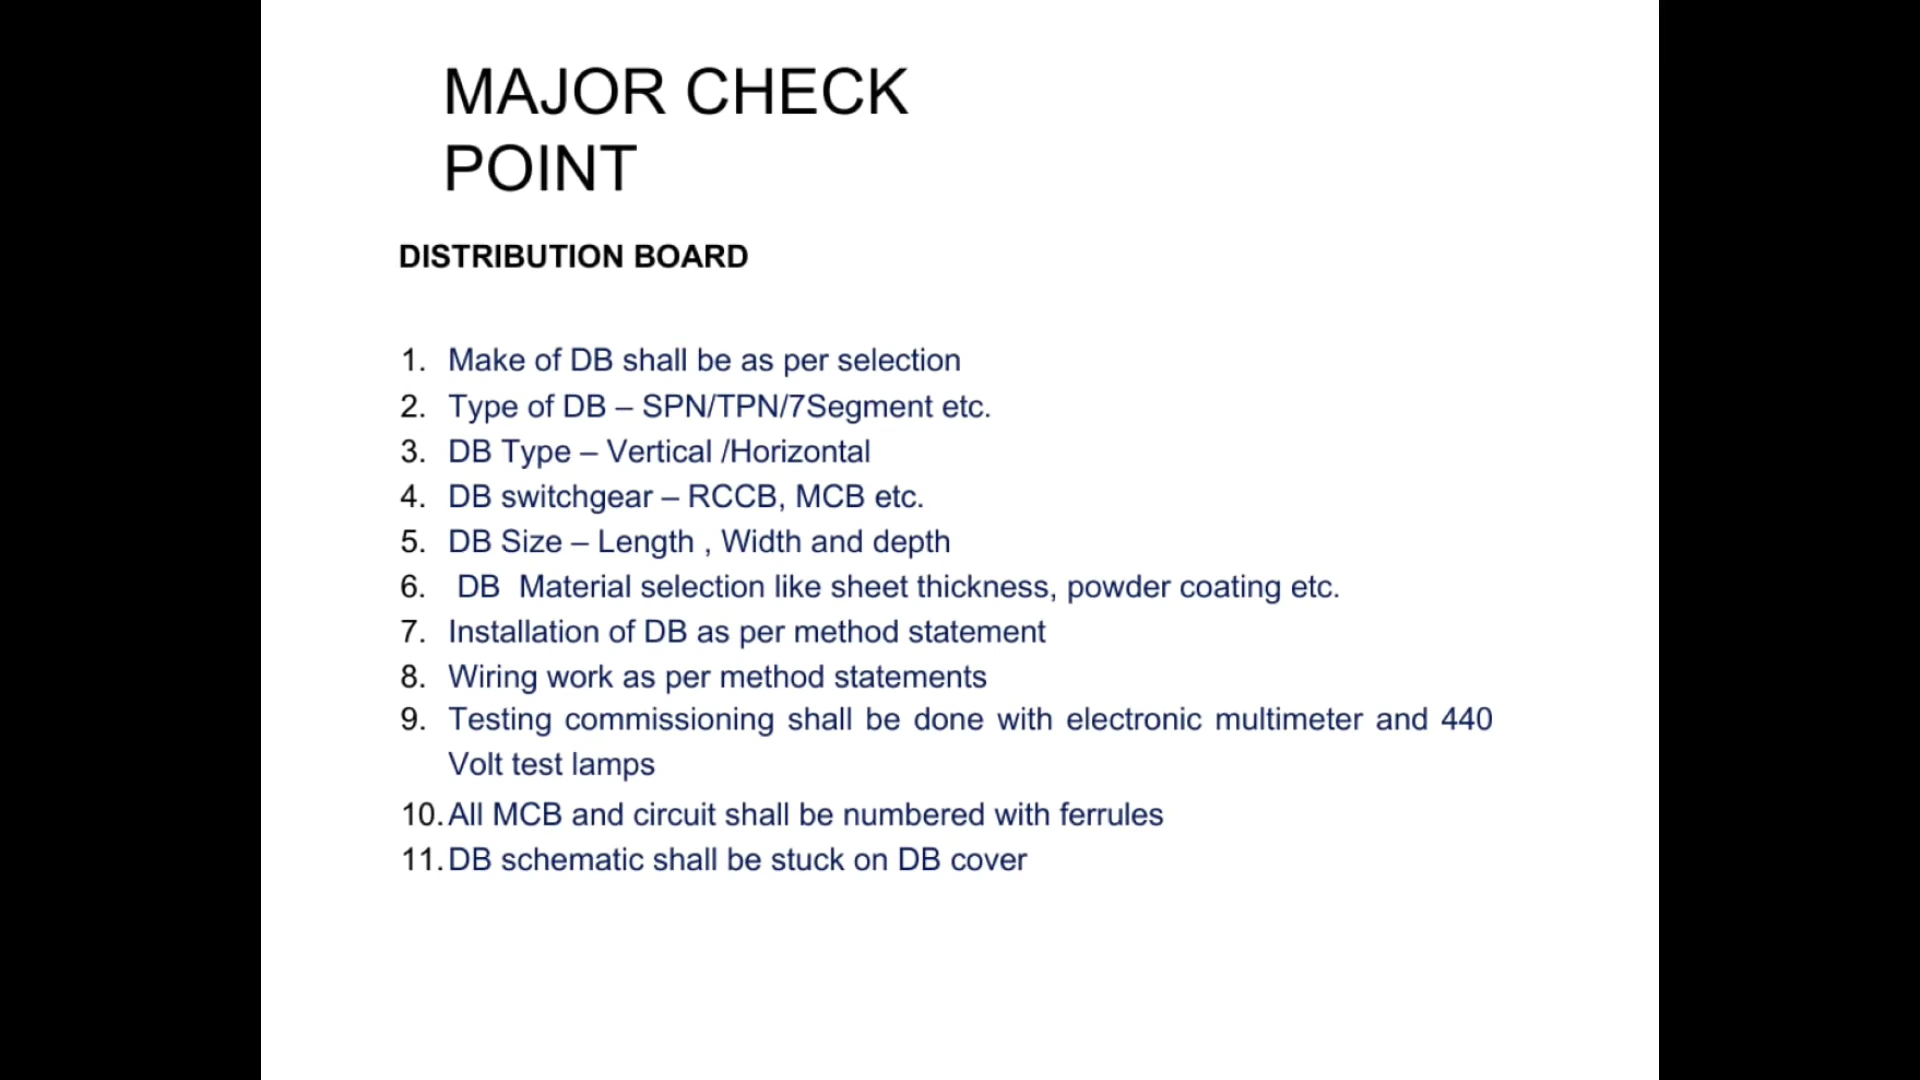 MAJOR CHECK
POINT
DISTRIBUTION BOARD
1. Make of DB shall be as per selection
2. Type of DB – SPN/TPN/7Segment etc.
3. DB Type – Vertical /Horizontal
4. DB switchgear – RCCB, MCB etc.
5. DB Size – Length , Width and depth
6. DB Material selection like sheet thickness, powder coating etc.
7. Installation of DB as per method statement
8. Wiring work as per method statements
9. Testing commissioning shall be done with electronic multimeter and 440
Volt test lamps
10. All MCB and circuit shall be numbered with ferrules
11. DB schematic shall be stuck on DB cover